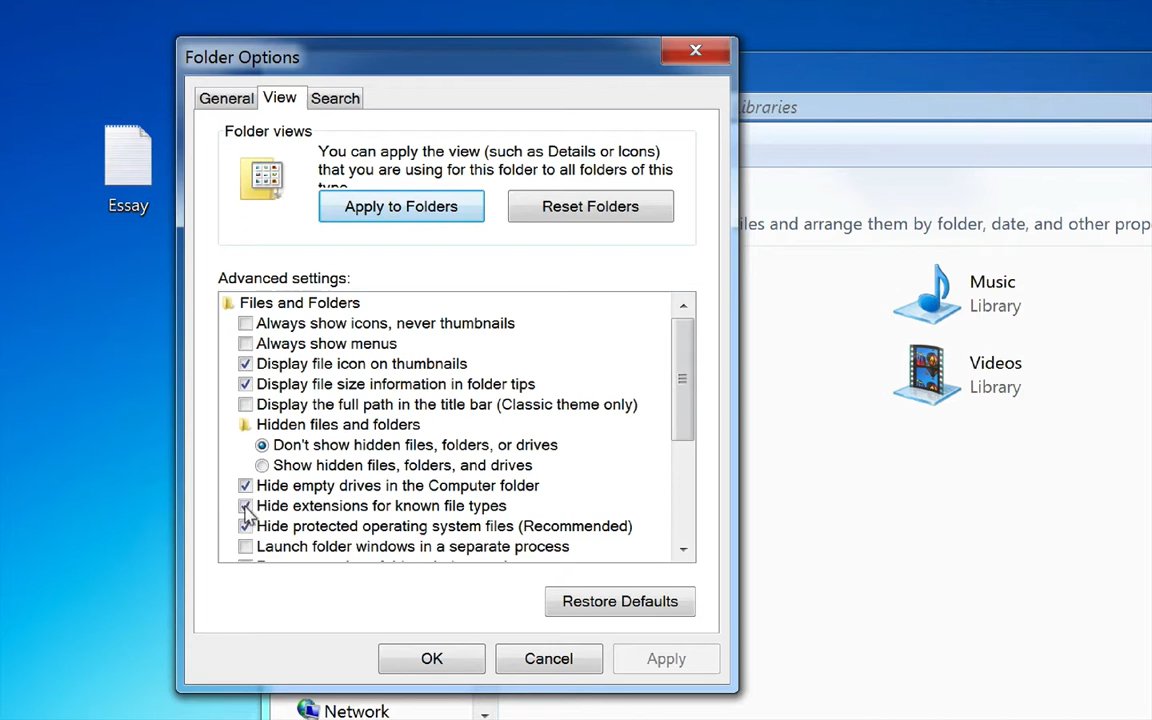 Folder Options
General View Search
ibraries
Folder views
You can apply the view (such as Details or Icons)
that you are using for this folder to all folders of this
Essay
Apply to Folders Reset Folders
iles and arrange them by folder, date, and other prop
Advanced settings:
Music
Library
Files and Folders
Always show icons, never thumbnails
Always show menus
Display file icon on thumbnails
Videos
Library
Display file size information in folder tips
Display the full path in the title bar (Classic theme only)
Hidden files and folders
Don't show hidden files, folders, or drives
Show hidden files, folders, and drives
Hide empty drives in the Computer folder
Hide extensions for known file types
Hide protected operating system files (Recommended)
Launch folder windows in a separate process
Restore Defaults
OK Cancel Apply
Network